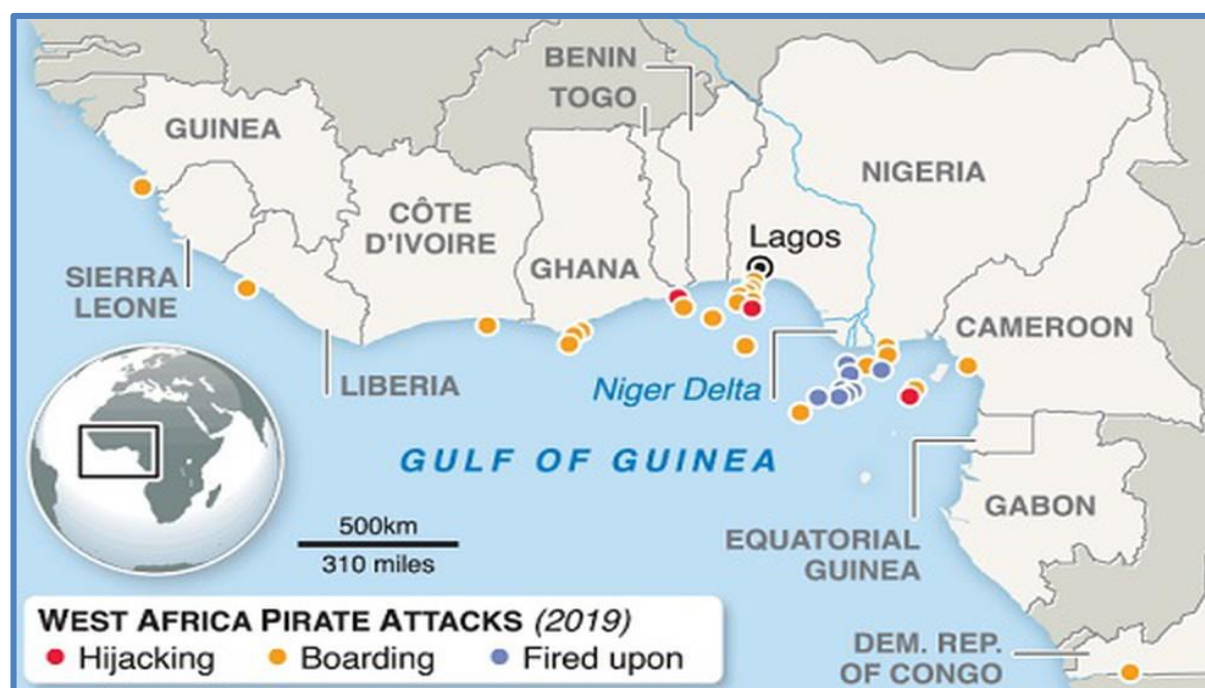 BENIN
TOGO
GUINEA
NIGERIA
CÔTE
D'IVOIRE
Lagos
GHANA
SIERRA
LEONE
CAMEROON
LIBERIA
Niger Delta
GULF OF GUINEA
GABON
500km
310 miles
EQUATORIAL
GUINEA
WEST AFRICA PIRATE ATTACKS (2019)
Hijacking Boarding Fired upon
DEM. REP.
OF CONGO